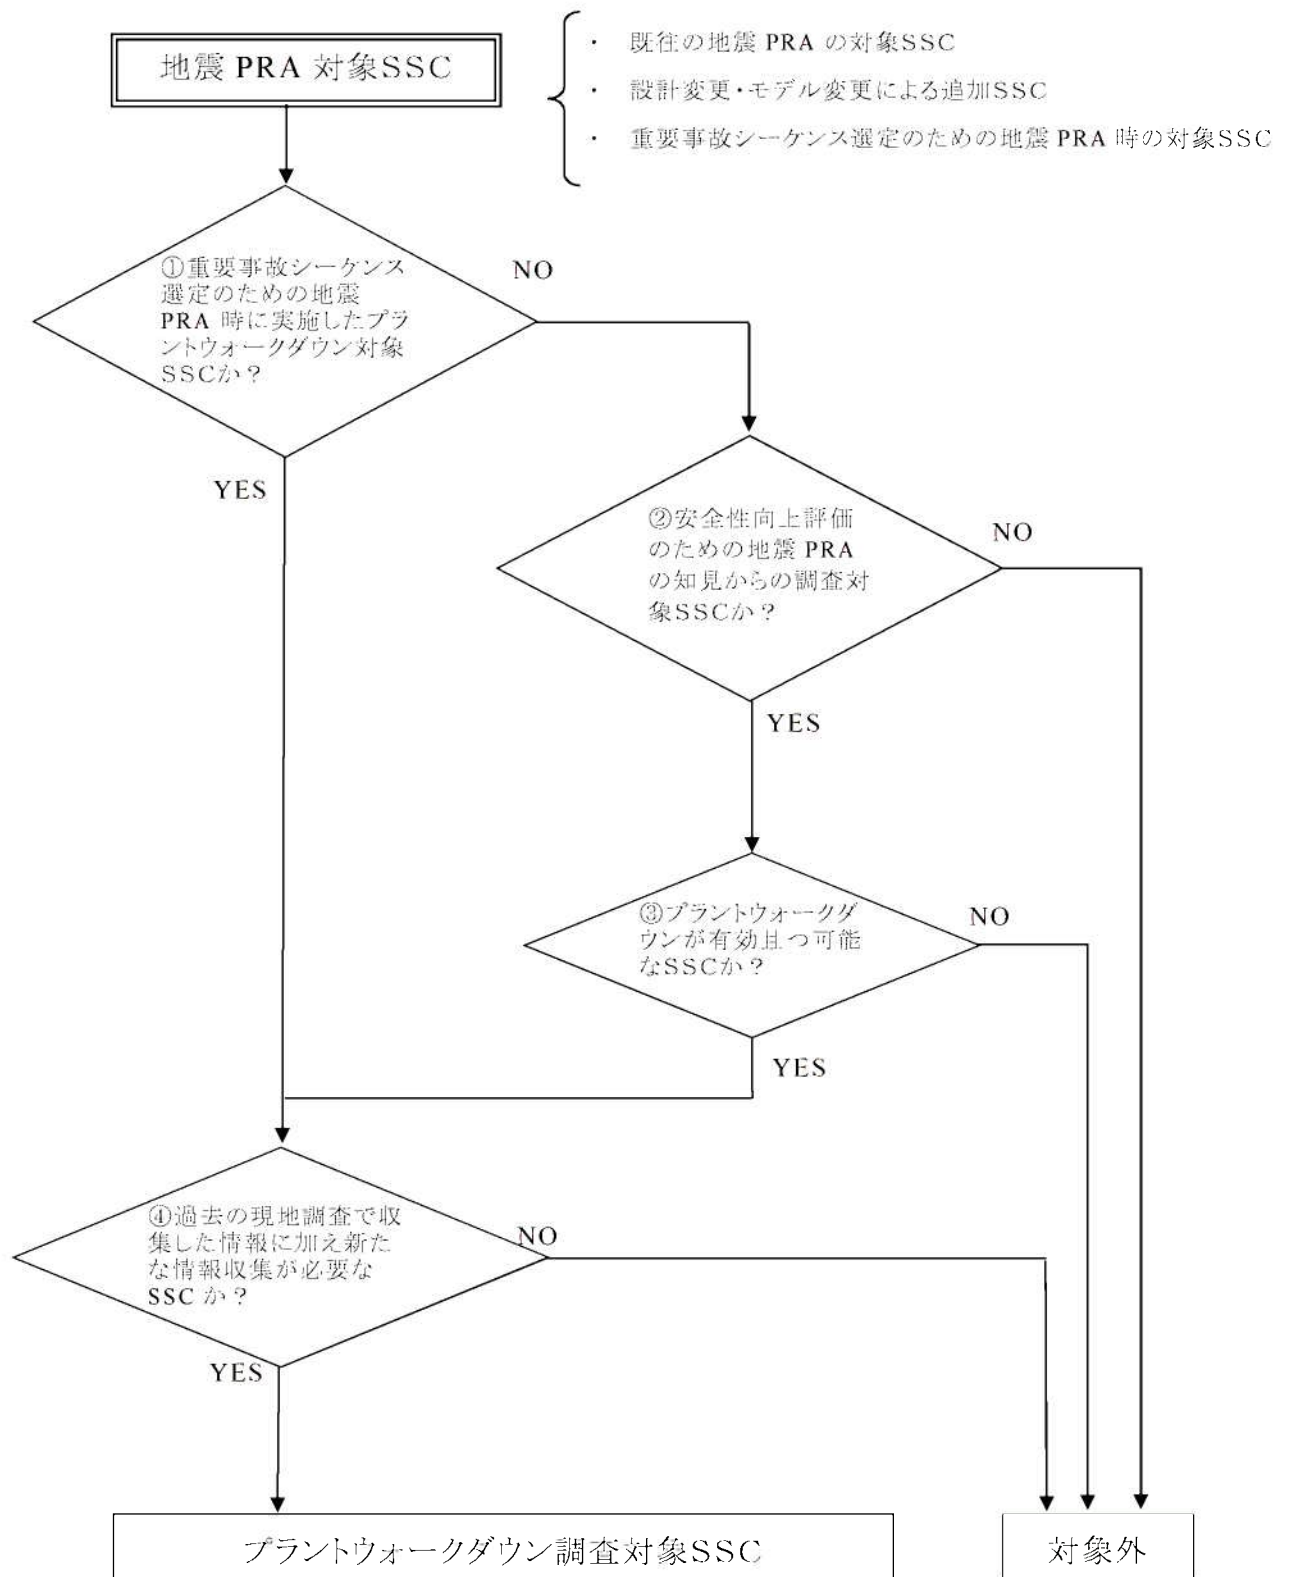 地震 PRA 対象SSC
・ 既往の地震 PRA の対象SSC
・ 設計変更・モデル変更による追加SSC
・ 重要事故シーケンス選定のための地震 PRA 時の対象SSC
①重要事故シーケンス
選定のための地震
PRA 時に実施したプラ
ントウォークダウン対象
SSCか？
NO
YES
②安全性向上評価
のための地震 PRA
の知見からの調査対
象SSCか？
NO
YES
③プラントウォークダ
ウンが有効且つ可能
なSSCか？
NO
YES
④過去の現地調査で収
集した情報に加え新た
な情報収集が必要な
SSC か？
NO
YES
プラントウォークダウン調査対象SSC
対象外